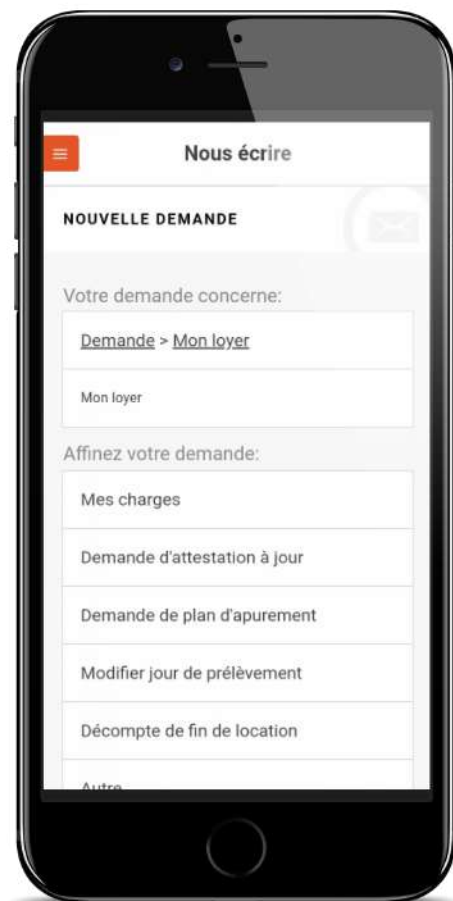 Nous écrire
NOUVELLE DEMANDE
Votre demande concerne:
Demande > Mon loyer
Mon loyer
Affinez votre demande:
Mes charges
Demande d'attestation à jour
Demande de plan d'apurement
Modifier jour de prélèvement
Décompte de fin de location
Autre